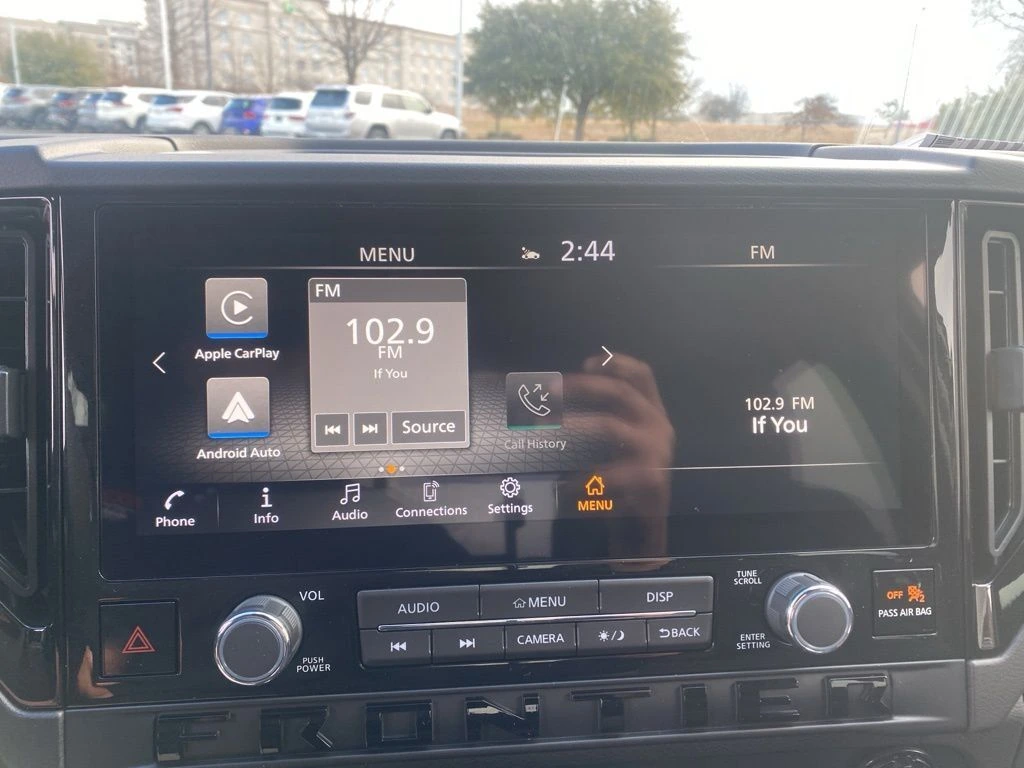 MENU
2:44
FM
Apple CarPlay
Android Auto
FM
102.9
FM
If You
Source
Call History
102.9 FM
If You
Phone
Info
Audio
Connections
Settings
MENU
VOL
PUSH
POWER
AUDIO
MENU
DISP
CAMERA
BACK
TUNE
SCROLL
ENTER
SETTING
OFF
2
PASS AIR BAG
FRONTIER